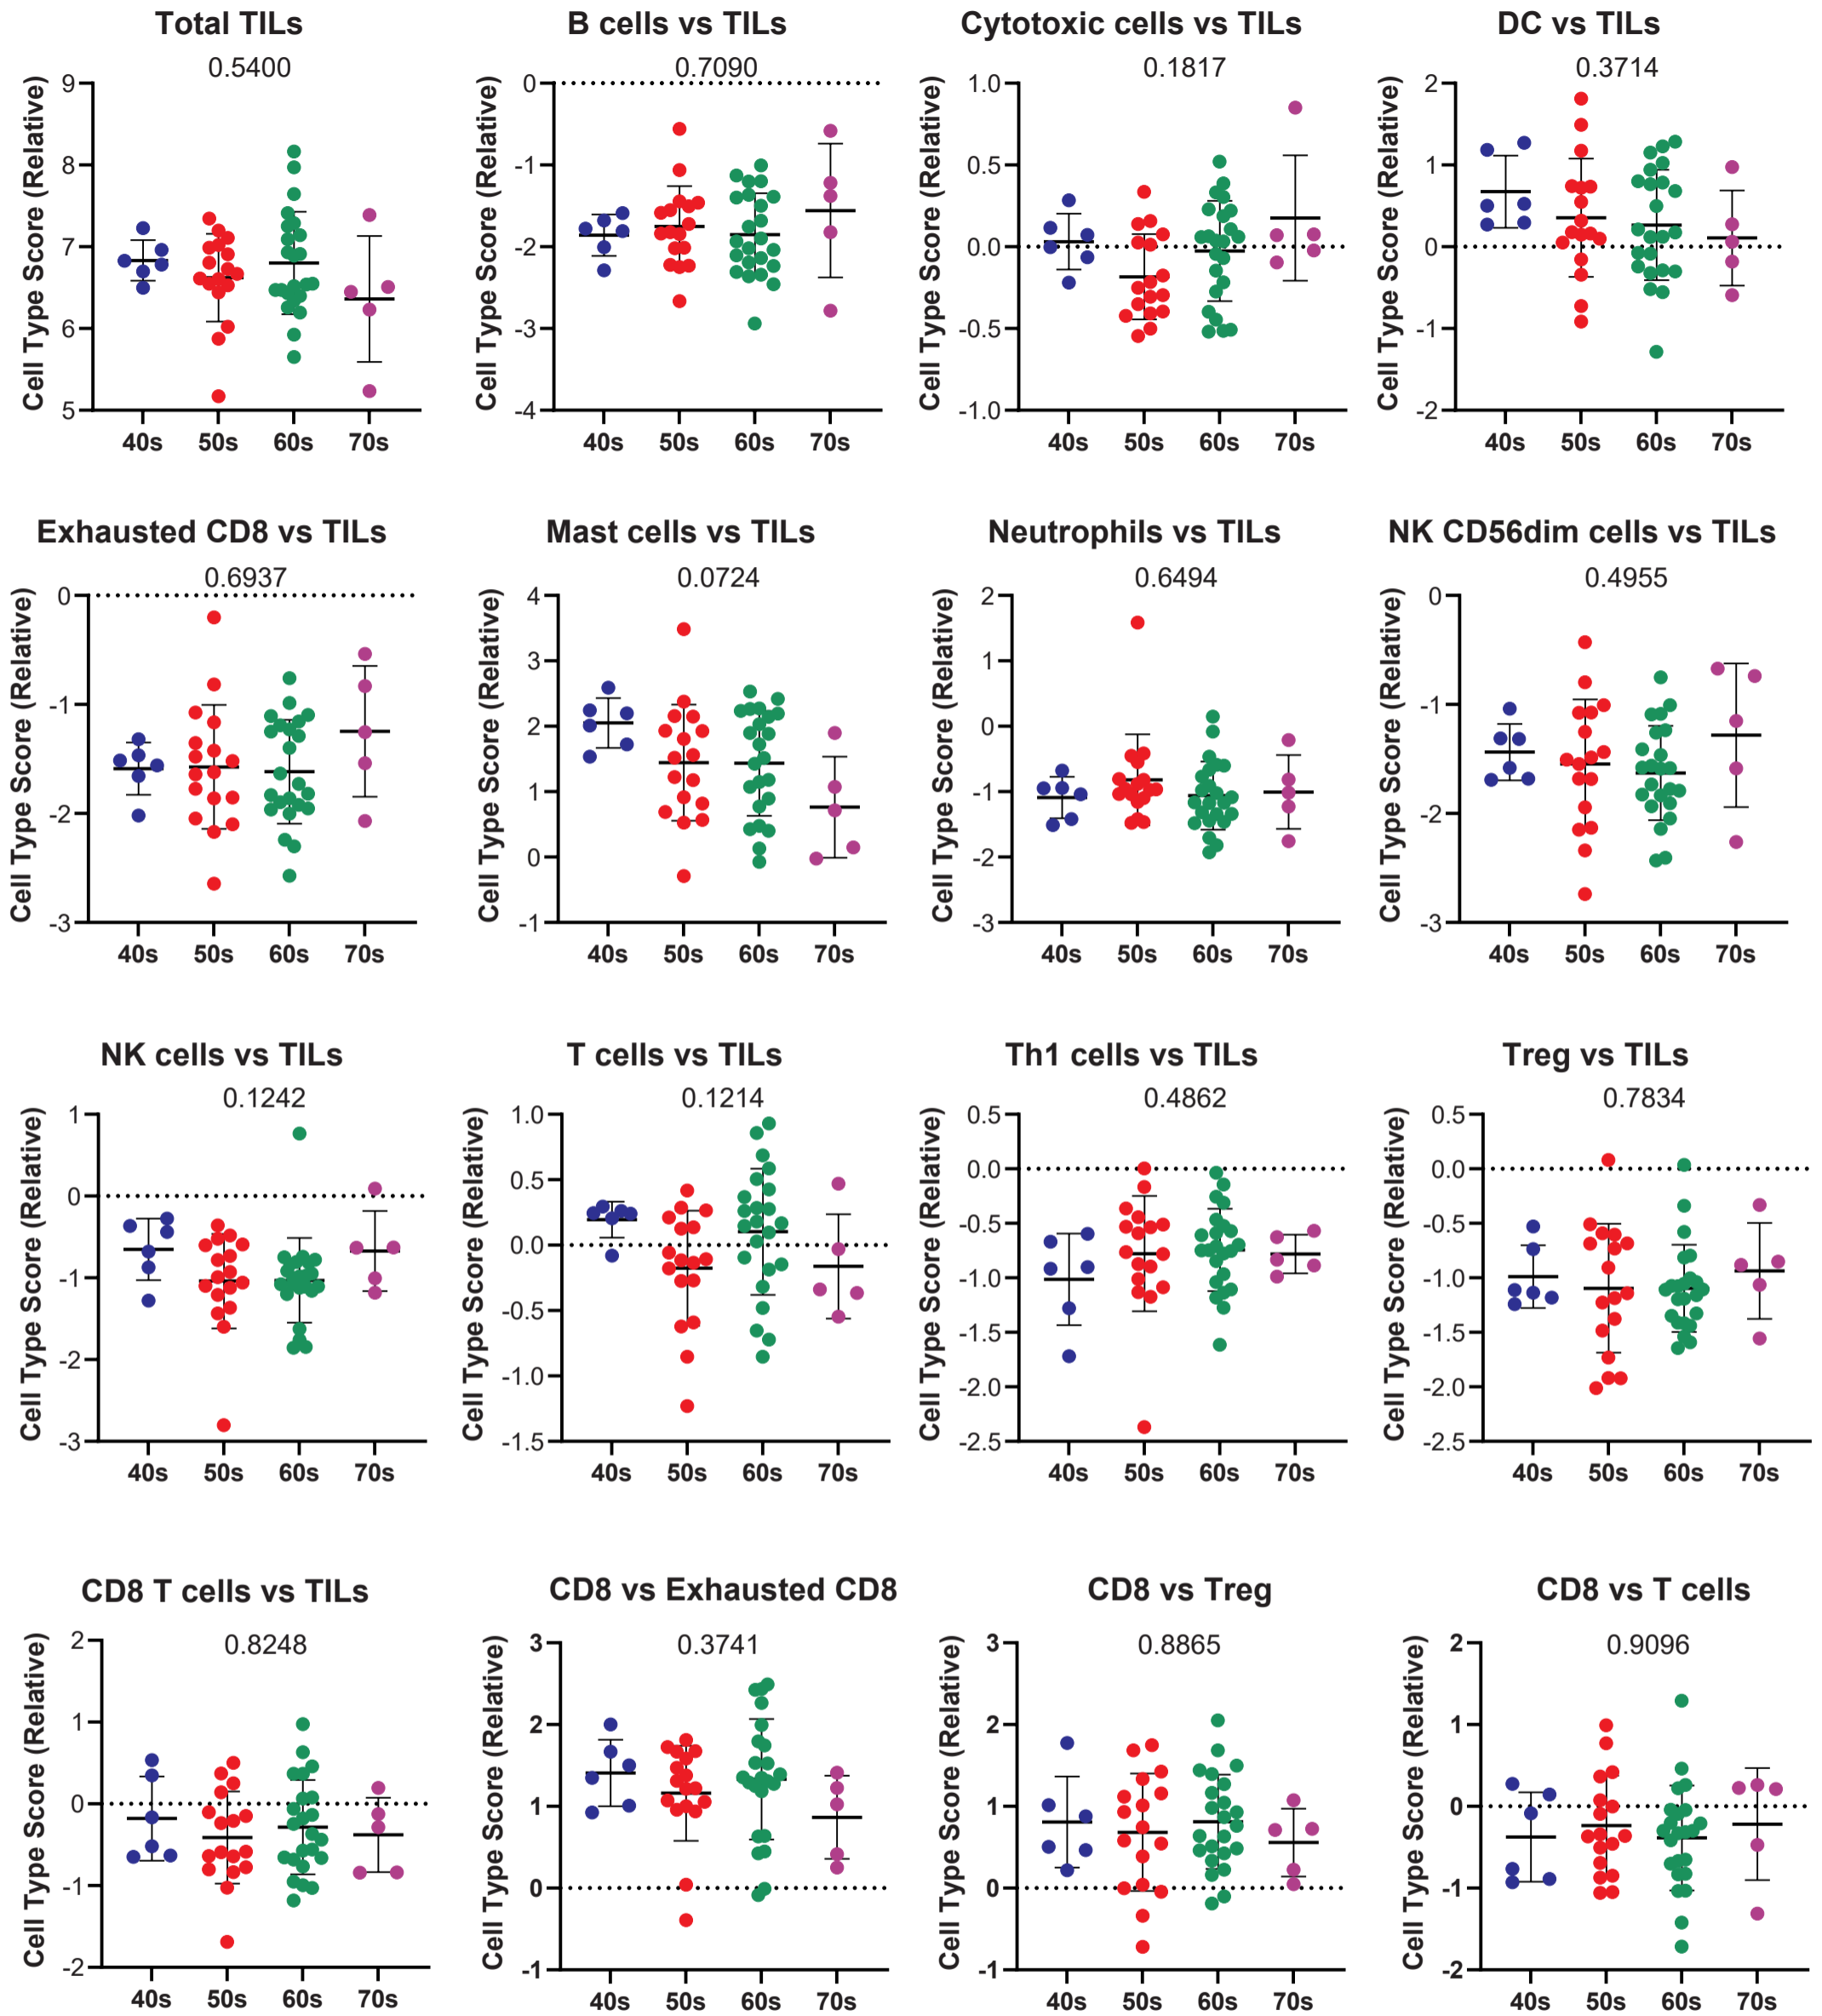 Total TILs
0.5400
Cell Type Score (Relative)
9
8
7
6
5
40s 50s 60s 70s
B cells vs TILs
0.7090
Cell Type Score (Relative)
0
-1
-2
-3
-4
40s 50s 60s 70s
Cytotoxic cells vs TILs
0.1817
Cell Type Score (Relative)
1.0
0.5
0.0
-0.5
-1.0
40s 50s 60s 70s
DC vs TILs
0.3714
Cell Type Score (Relative)
2
1
0
-1
-2
40s 50s 60s 70s
Exhausted CD8 vs TILs
0.6937
Cell Type Score (Relative)
0
-1
-2
-3
40s 50s 60s 70s
Mast cells vs TILs
0.0724
Cell Type Score (Relative)
4
3
2
1
0
-1
40s 50s 60s 70s
Neutrophils vs TILs
0.6494
Cell Type Score (Relative)
2
1
0
-1
-2
-3
40s 50s 60s 70s
NK CD56dim cells vs TILs
0.4955
Cell Type Score (Relative)
0
-1
-2
-3
40s 50s 60s 70s
NK cells vs TILs
0.1242
Cell Type Score (Relative)
1
0
-1
-2
-3
40s 50s 60s 70s
T cells vs TILs
0.1214
Cell Type Score (Relative)
1.0
0.5
0.0
-0.5
-1.0
-1.5
40s 50s 60s 70s
Th1 cells vs TILs
0.4862
Cell Type Score (Relative)
0.5
0.0
-0.5
-1.0
-1.5
-2.0
-2.5
40s 50s 60s 70s
Treg vs TILs
0.7834
Cell Type Score (Relative)
0.5
0.0
-0.5
-1.0
-1.5
-2.0
-2.5
40s 50s 60s 70s
CD8 T cells vs TILs
0.8248
Cell Type Score (Relative)
2
1
0
-1
-2
40s 50s 60s 70s
CD8 vs Exhausted CD8
0.3741
Cell Type Score (Relative)
3
2
1
0
-1
40s 50s 60s 70s
CD8 vs Treg
0.8865
Cell Type Score (Relative)
3
2
1
0
-1
40s 50s 60s 70s
CD8 vs T cells
0.9096
Cell Type Score (Relative)
2
1
0
-1
-2
40s 50s 60s 70s